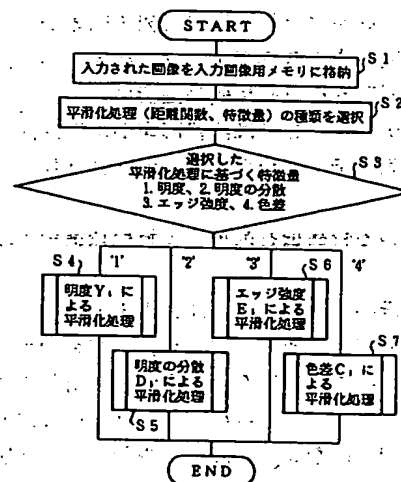 START
S1
入力された画像を入力画像用メモリに格納
S2
平滑化処理(距離関数、特徴量)の種類を選択
S3
選択した
平滑化処理に基づく特徴量
1.明度、2.明度の分散
3.エッジ強度、4.色差
S4
'1'
'2'
'3'
S6
'4'
明度Yiに
よる
平滑化処理
エッジ強度
Eiによる
平滑化処理
S7
明度の分散
Diによる
平滑化処理
色差Ciに
よる
平滑化処理
S5
END